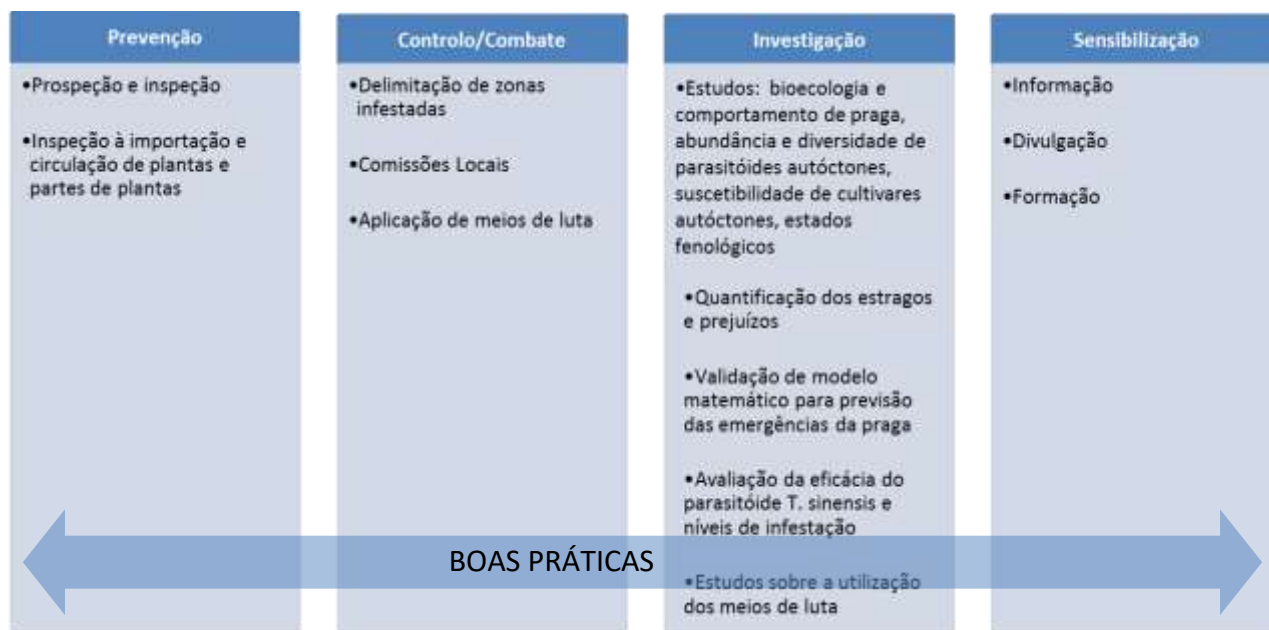 Prevenção
•Prospeção e inspeção
•Inspeção à importação e
circulação de plantas e
partes de plantas
Controlo/Combate
•Delimitação de zonas
infestadas
•Comissões Locais
•Aplicação de meios de luta
Investigação
•Estudos: bioecologia e
comportamento de praga,
abundância e diversidade de
parasitóides autóctones,
suscetibilidade de cultivares
autóctones, estados
fenológicos
•Quantificação dos estragos
e prejuízos
•Validação de modelo
matemático para previsão
das emergências da praga
•Avaliação da eficácia do
parasitóide T. sinensis e
níveis de infestação
•Estudos sobre a utilização
dos meios de luta
Sensibilização
•Informação
•Divulgação
•Formação
BOAS PRÁTICAS